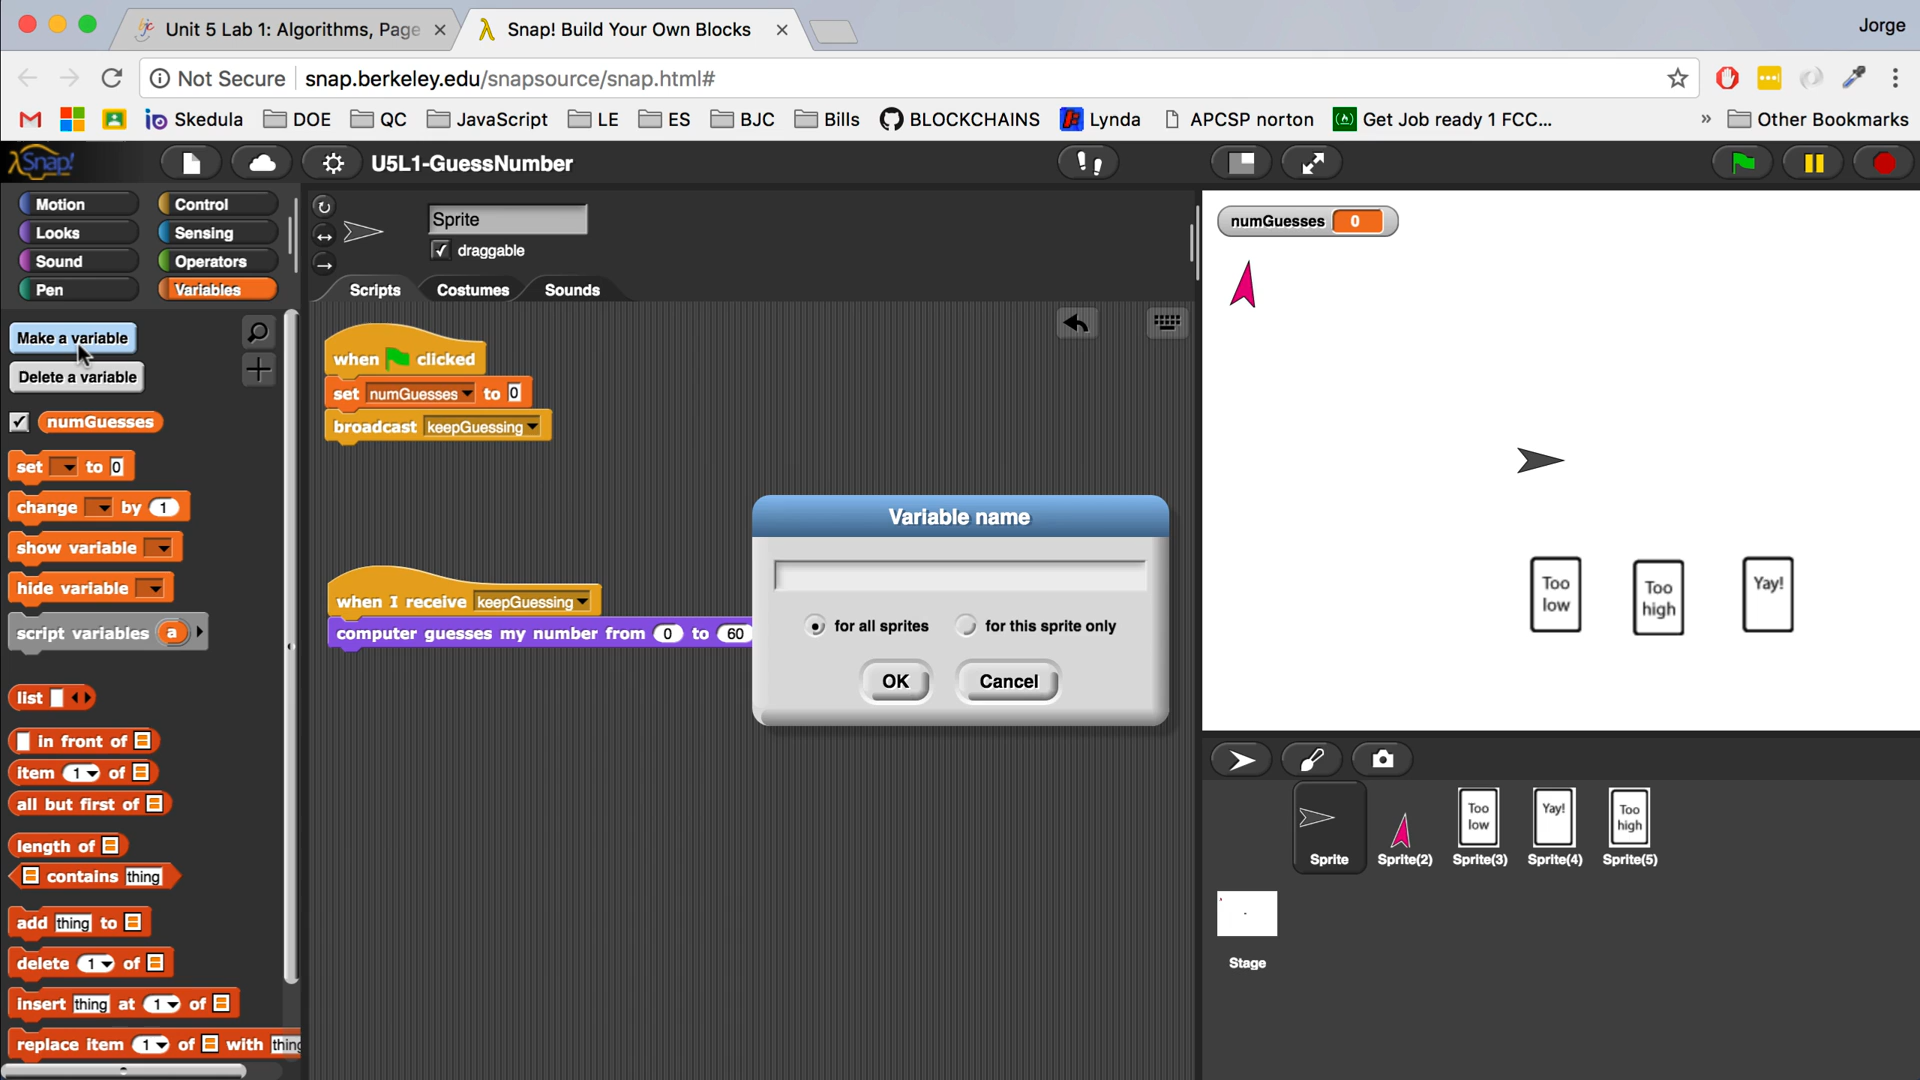 Unit 5 Lab 1: Algorithms, Page
Snap! Build Your Own Blocks
Jorge
Not Secure
snap.berkeley.edu/snapsource/snap.html#
Skedula
DOE
QC
JavaScript
LE
ES
BJC
Bills
BLOCKCHAINS
Lynda
APCSP norton
Get Job ready 1 FCC...
»
Other Bookmarks
Snap!
U5L1-GuessNumber
Motion
Control
Looks
Sensing
Sound
Operators
Pen
Variables
Sprite
draggable
Scripts
Costumes
Sounds
Make a variable
Delete a variable
numGuesses
set to 0
change by 1
show variable
hide variable
script variables a
list
in front of
item 1 of
all but first of
length of
contains thing
add thing to
delete 1 of
insert thing at 1 of
replace item 1 of with thing
when clicked
set numGuesses to 0
broadcast keepGuessing
when I receive keepGuessing
computer guesses my number from 0 to 60
Variable name
for all sprites
for this sprite only
OK
Cancel
numGuesses 0
Too
low
Too
high
Yay!
Too
low
Yay!
Too
high
Sprite
Sprite(2)
Sprite(3)
Sprite(4)
Sprite(5)
Stage